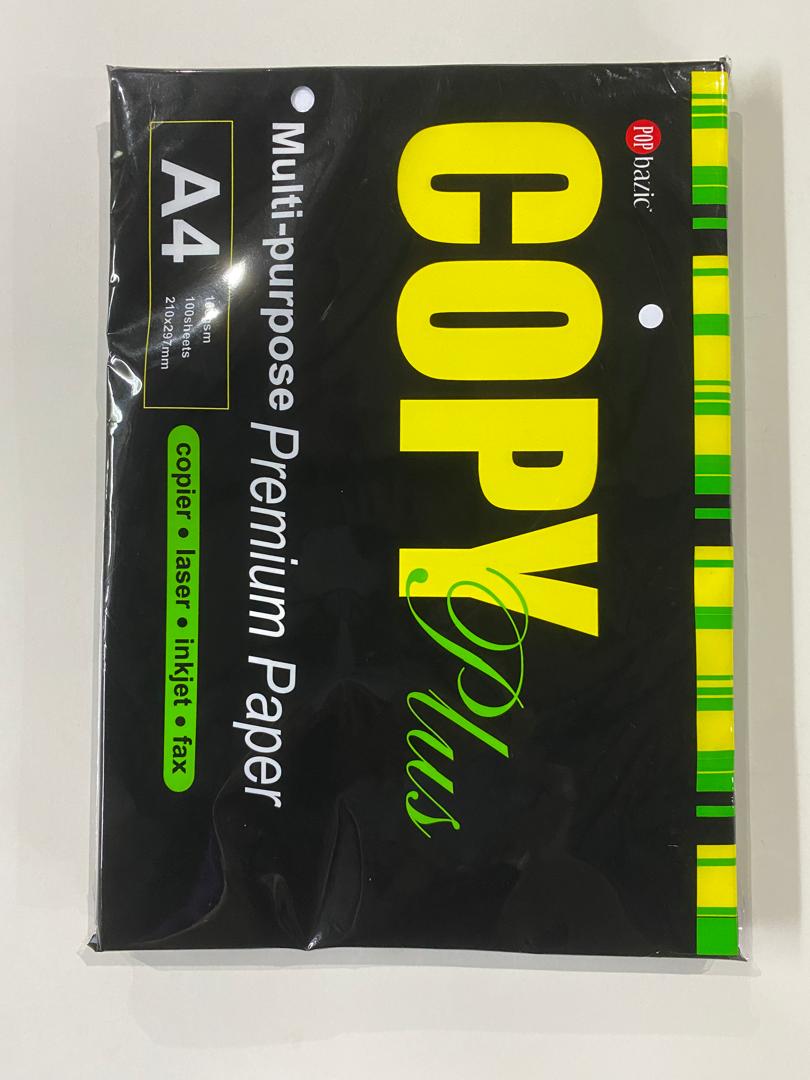 POP bazic
COPY
Plus
Multi-purpose Premium Paper
A4
100sheets
210x297mm
copier • laser • inkjet • fax